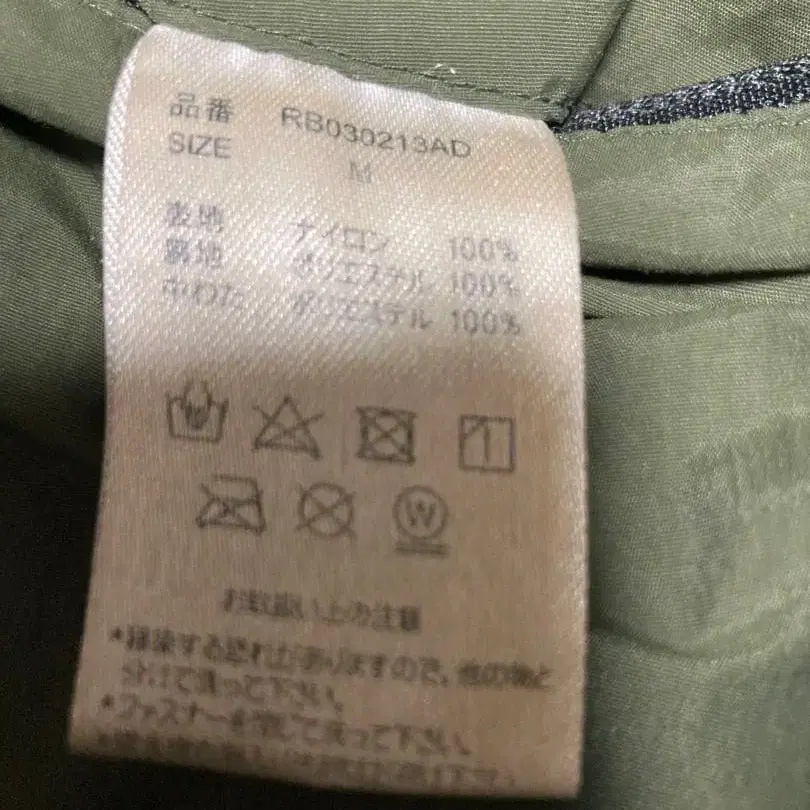 品番 RB030213AD
SIZE M
表地 ナイロン 100%
裏地 ポリエステル 100%
中わた ポリエステル 100%
W
お取扱い上の注意
*移染する恐れがありますので、他の物と
分けて洗って下さい。
*ファスナーを閉じて洗って下さい。